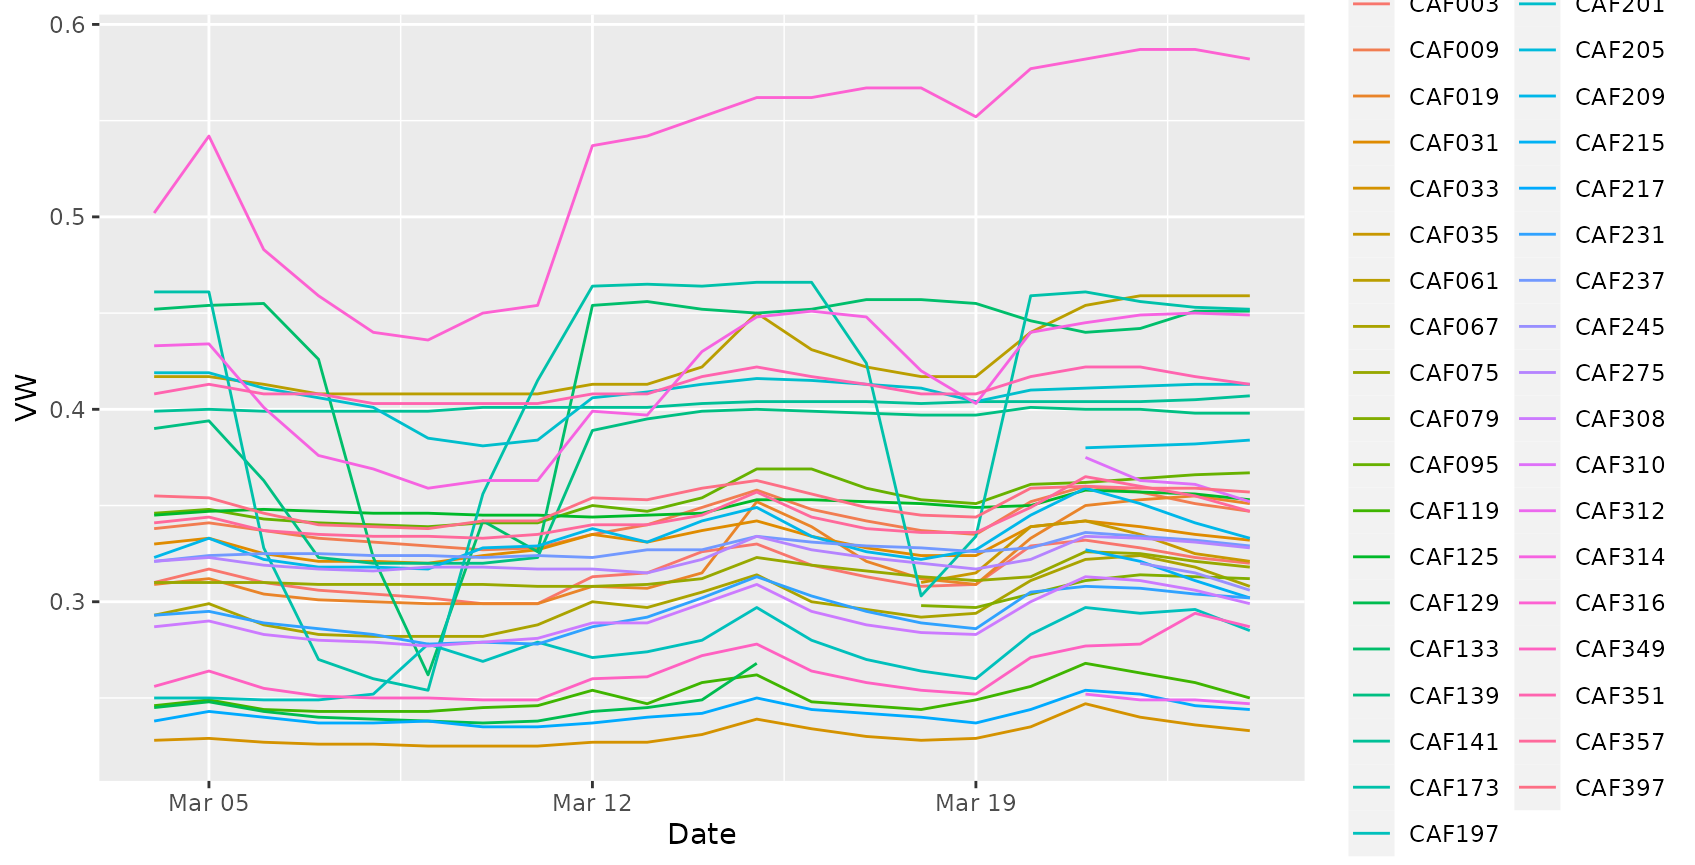 0.6
0.5
0.4
0.3
VW
Mar 05 Mar 12 Mar 19
Date
CAF003 CAF201
CAF009 CAF205
CAF019 CAF209
CAF031 CAF215
CAF033 CAF217
CAF035 CAF231
CAF061 CAF237
CAF067 CAF245
CAF075 CAF275
CAF079 CAF308
CAF095 CAF310
CAF119 CAF312
CAF125 CAF314
CAF129 CAF316
CAF133 CAF349
CAF139 CAF351
CAF141 CAF357
CAF173 CAF397
CAF197